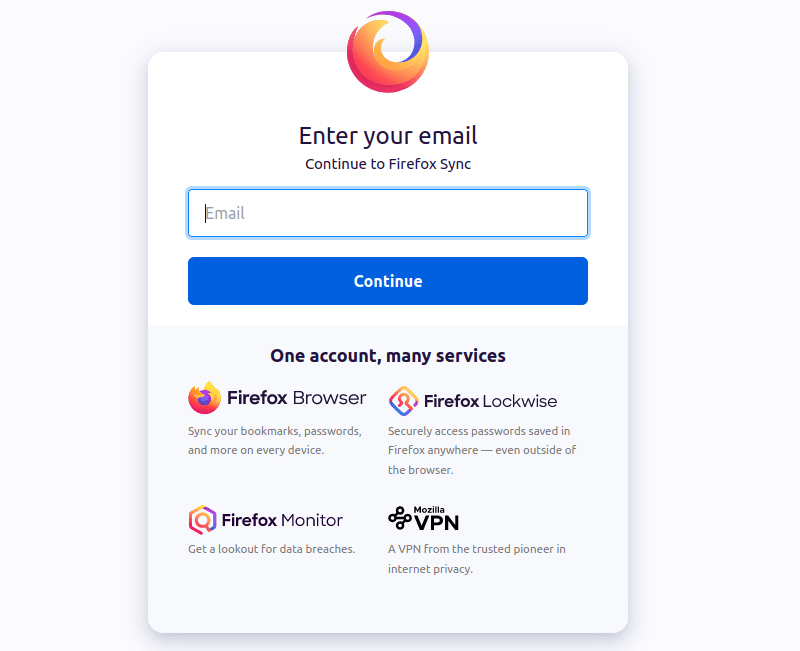 Enter your email
Continue to Firefox Sync
Email
Continue
One account, many services
Firefox Browser
Sync your bookmarks, passwords,
and more on every device.
Firefox Lockwise
Securely access passwords saved in
Firefox anywhere — even outside of
the browser.
Firefox Monitor
Get a lookout for data breaches.
Mozilla
VPN
A VPN from the trusted pioneer in
internet privacy.